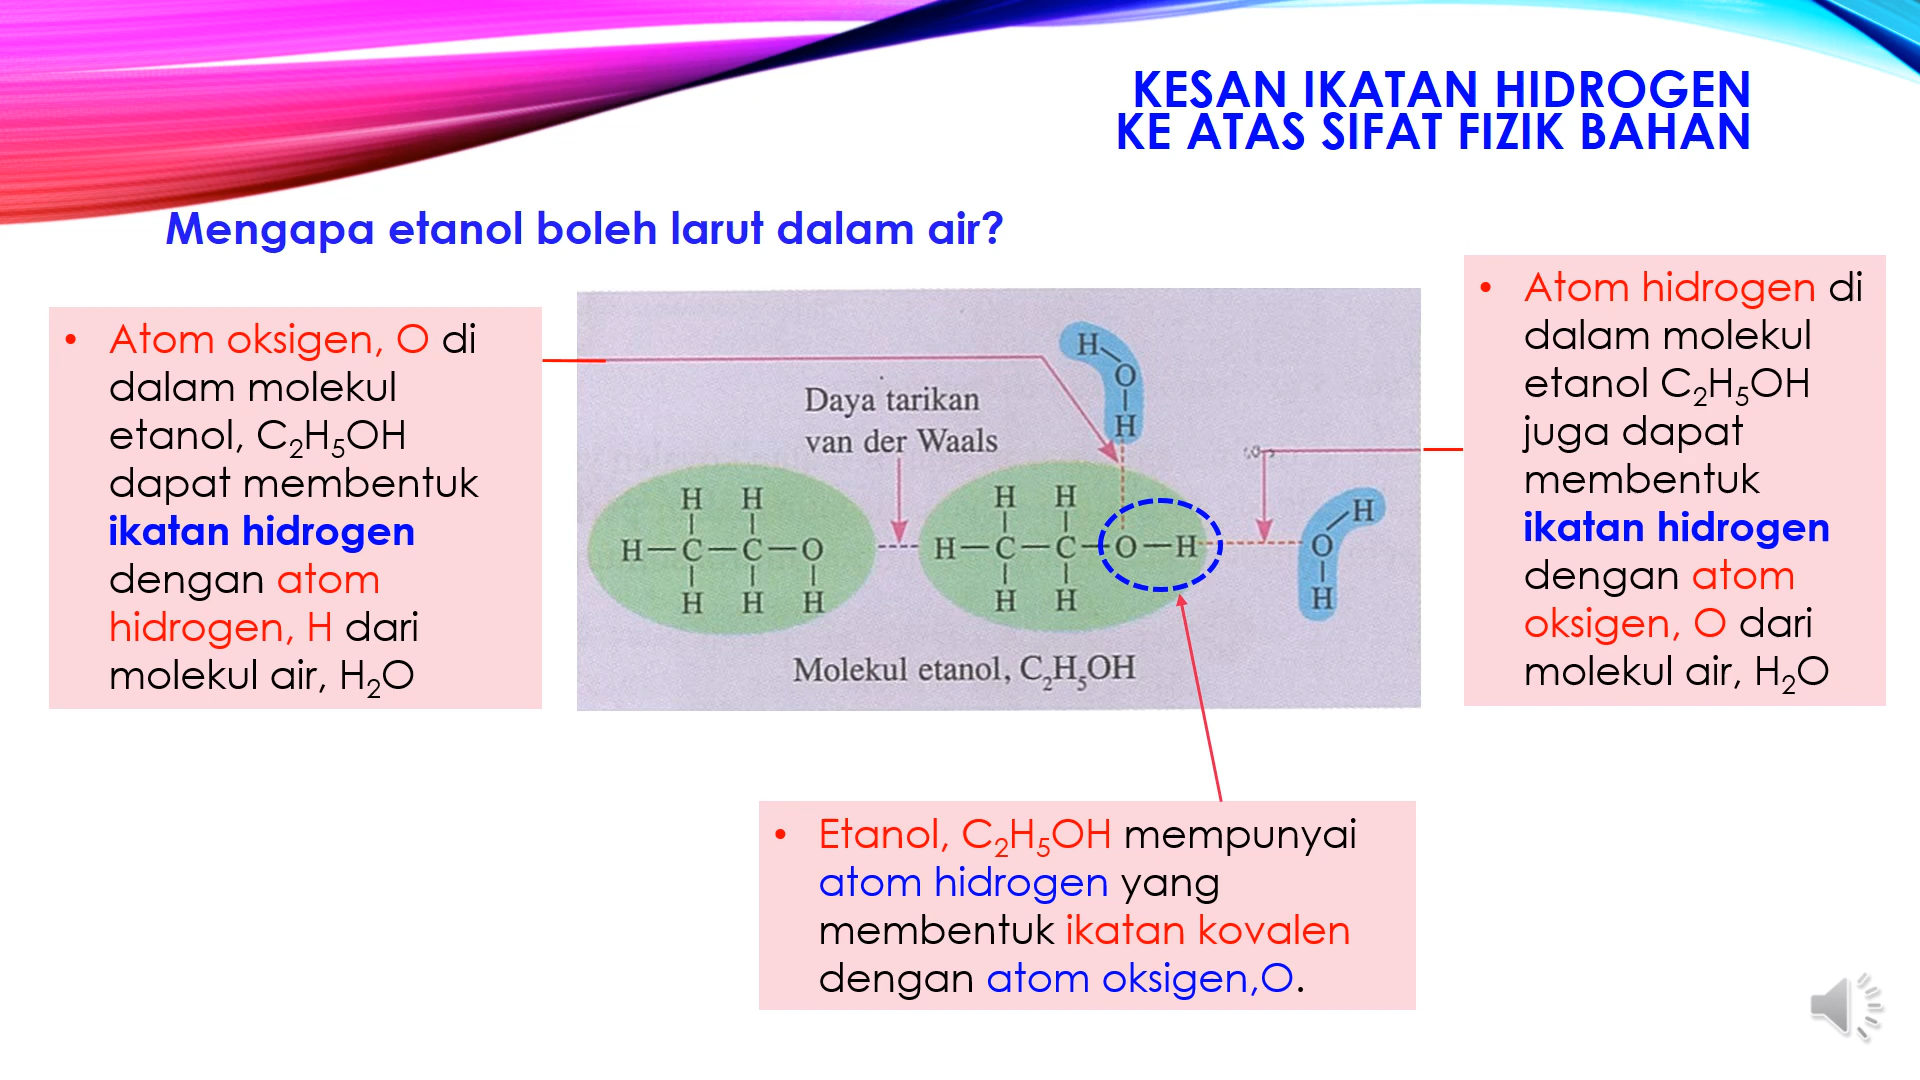 KESAN IKATAN HIDROGEN
KE ATAS SIFAT FIZIK BAHAN
Mengapa etanol boleh larut dalam air?
• Atom oksigen, O di
dalam molekul
etanol, C₂H₅OH
dapat membentuk
ikatan hidrogen
dengan atom
hidrogen, H dari
molekul air, H₂O
Daya tarikan
van der Waals
H
O
H
H H
H—C—C—O
H H H
H H
H—C—C—O—H
H H
H
O
H
Molekul etanol, C₂H₅OH
• Atom hidrogen di
dalam molekul
etanol C₂H₅OH
juga dapat
membentuk
ikatan hidrogen
dengan atom
oksigen, O dari
molekul air, H₂O
• Etanol, C₂H₅OH mempunyai
atom hidrogen yang
membentuk ikatan kovalen
dengan atom oksigen,O.